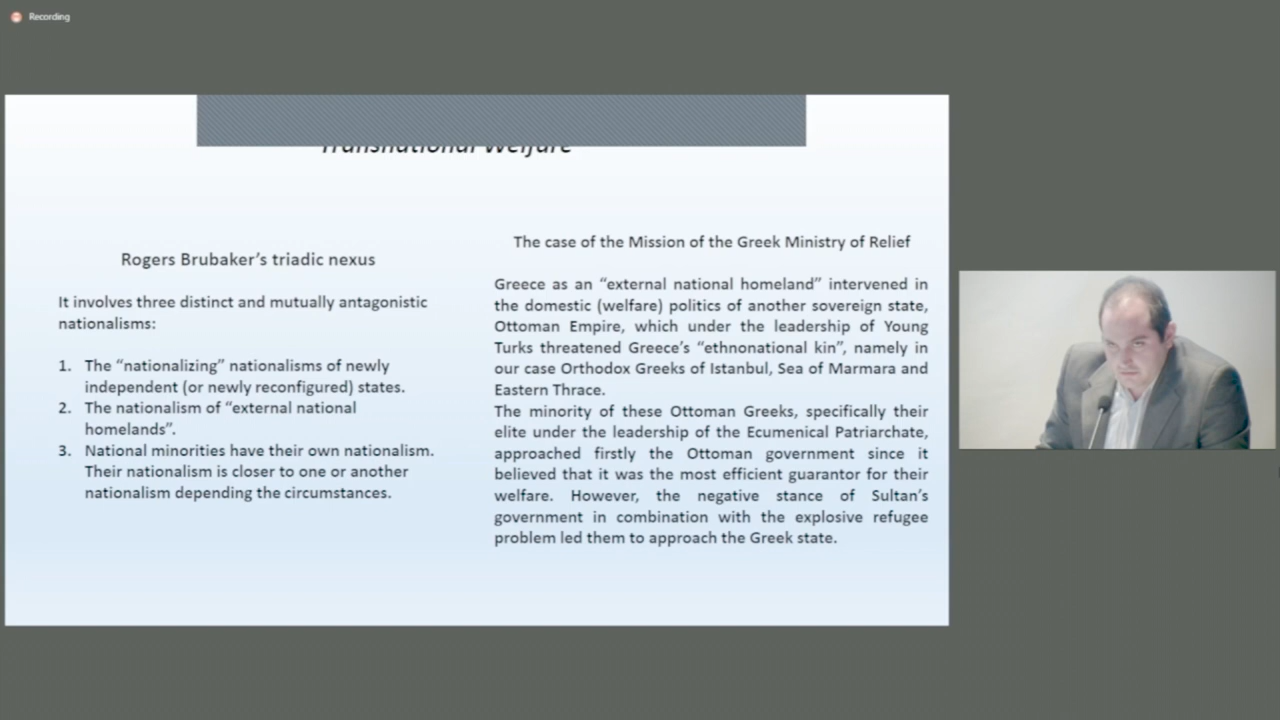 Recording
Transnational Welfare
Rogers Brubaker’s triadic nexus
It involves three distinct and mutually antagonistic
nationalisms:
1. The “nationalizing” nationalisms of newly
independent (or newly reconfigured) states.
2. The nationalism of “external national
homelands”.
3. National minorities have their own nationalism.
Their nationalism is closer to one or another
nationalism depending the circumstances.
The case of the Mission of the Greek Ministry of Relief
Greece as an “external national homeland” intervened in
the domestic (welfare) politics of another sovereign state,
Ottoman Empire, which under the leadership of Young
Turks threatened Greece’s “ethnonational kin”, namely in
our case Orthodox Greeks of Istanbul, Sea of Marmara and
Eastern Thrace.
The minority of these Ottoman Greeks, specifically their
elite under the leadership of the Ecumenical Patriarchate,
approached firstly the Ottoman government since it
believed that it was the most efficient guarantor for their
welfare. However, the negative stance of Sultan’s
government in combination with the explosive refugee
problem led them to approach the Greek state.